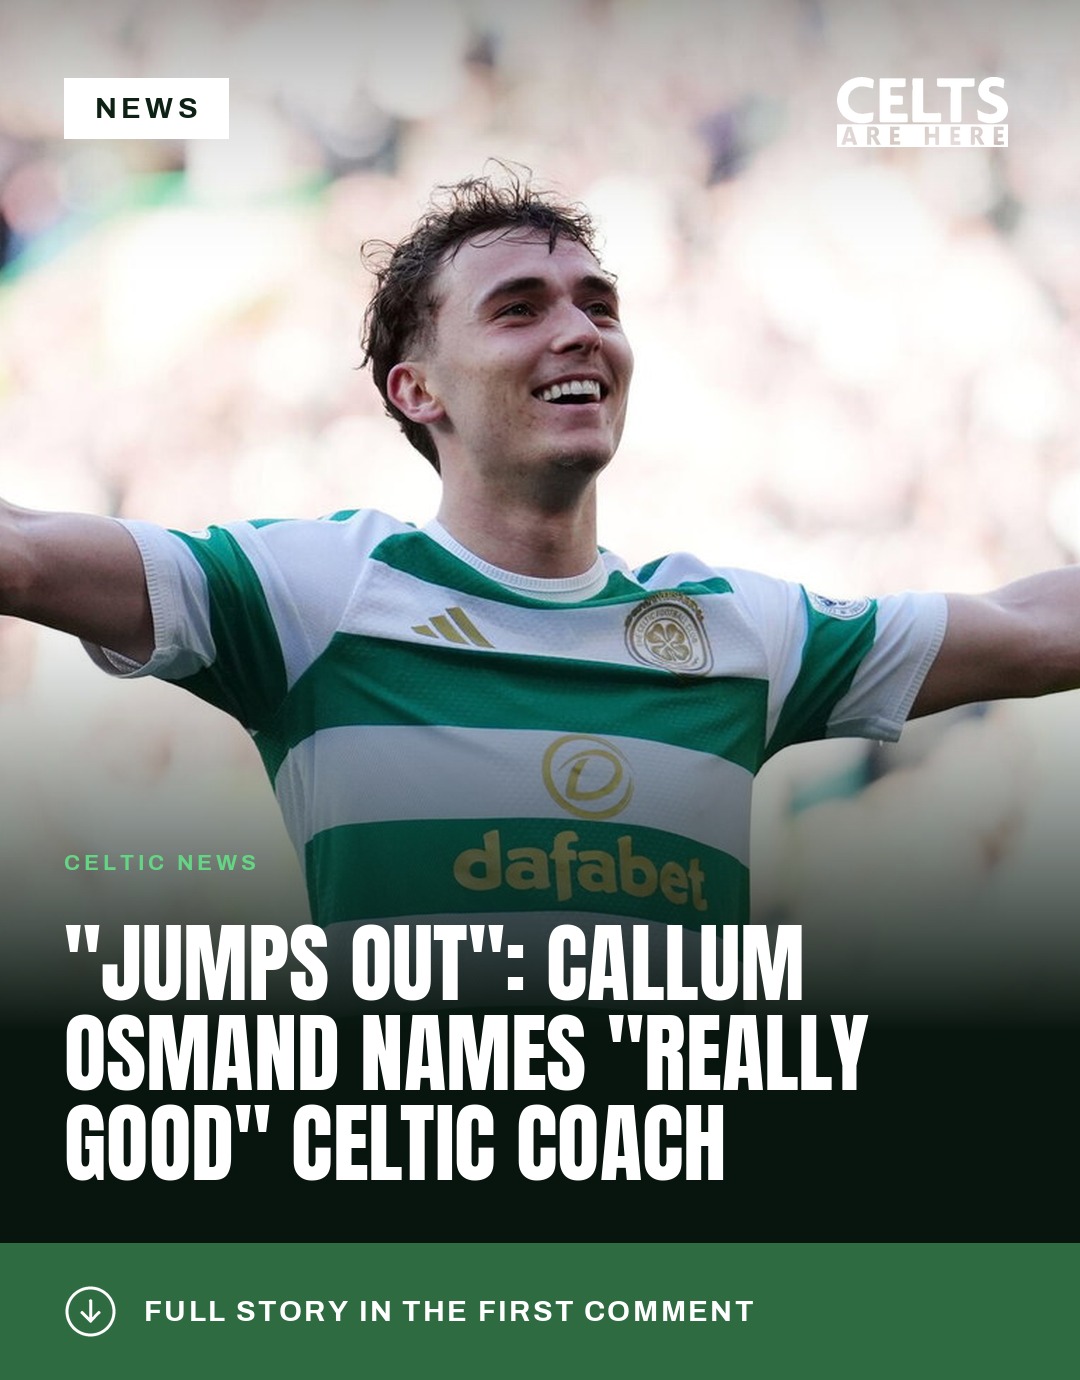 NEWS
CELTS
ARE HERE
dafabet
CELTIC NEWS
"JUMPS OUT": CALLUM
OSMAND NAMES "REALLY
GOOD" CELTIC COACH
FULL STORY IN THE FIRST COMMENT